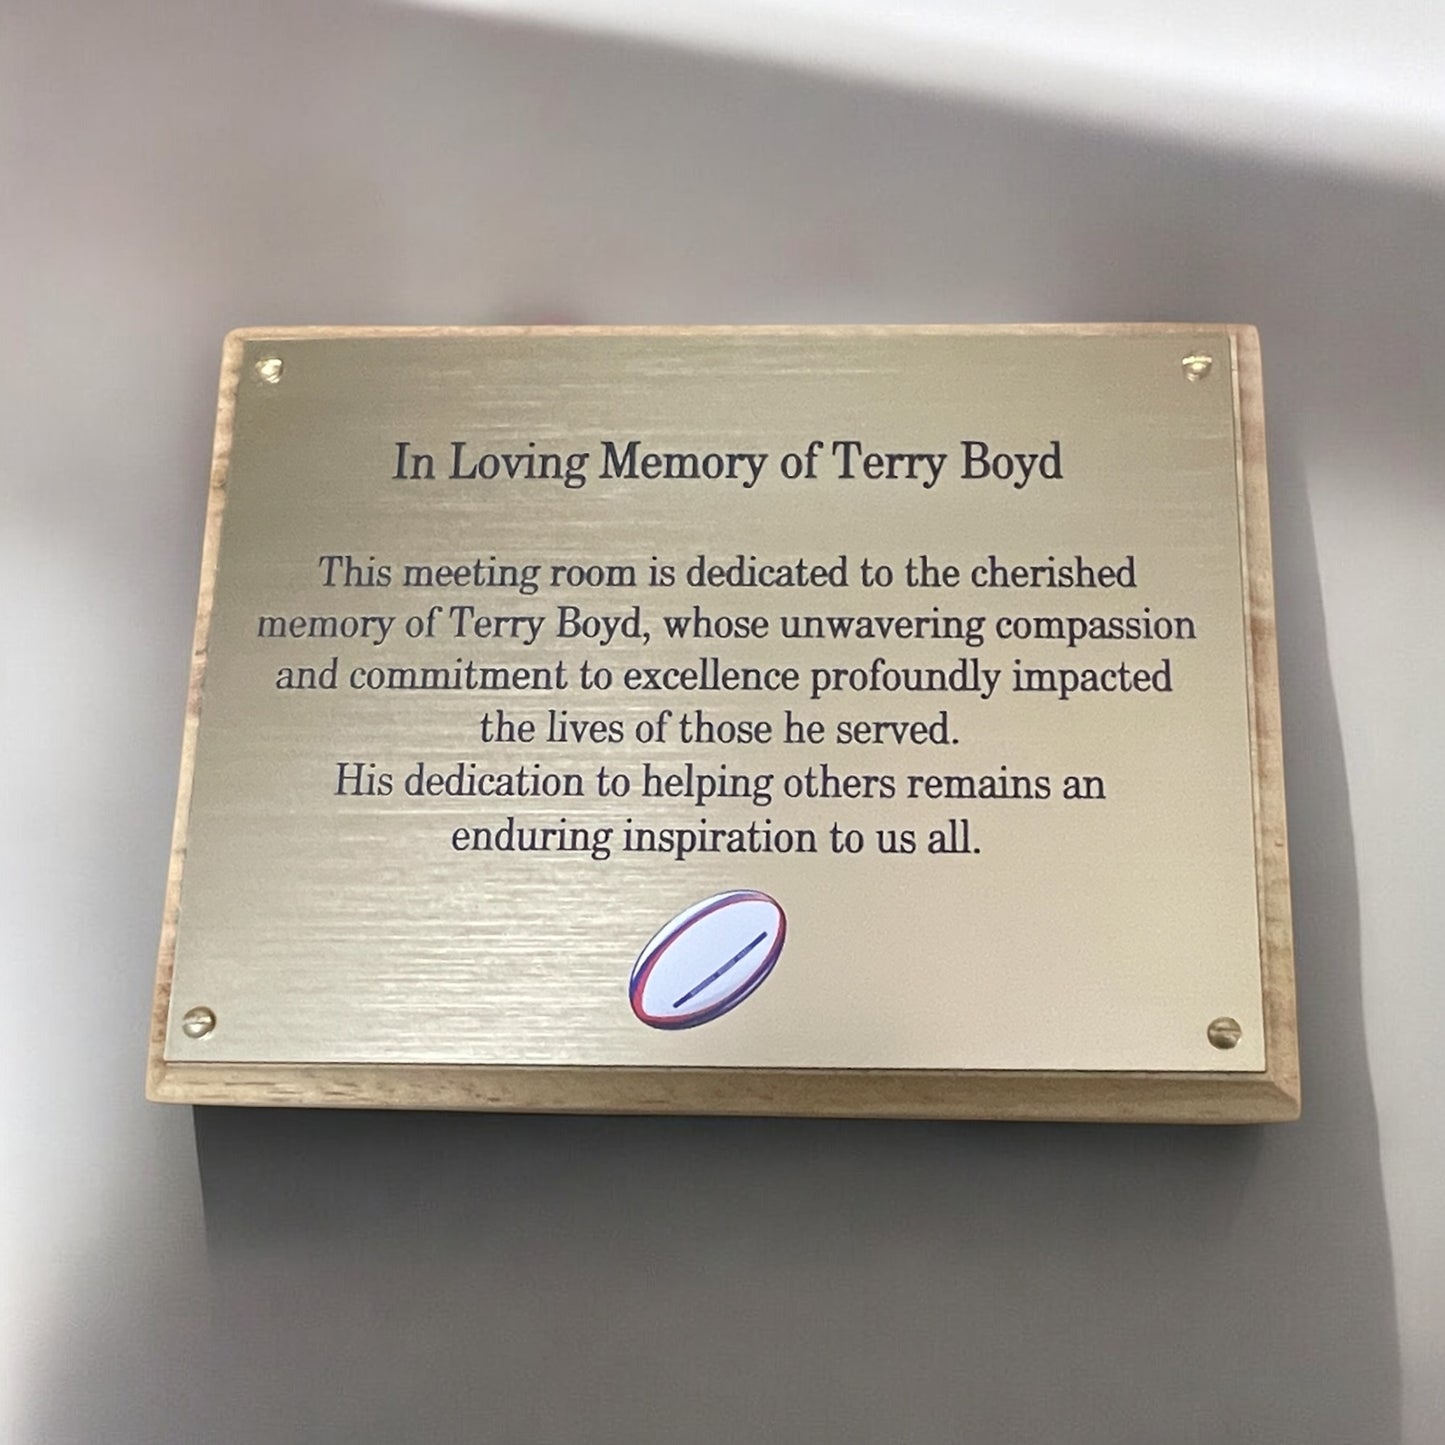 In Loving Memory of Terry Boyd
This meeting room is dedicated to the cherished
memory of Terry Boyd, whose unwavering compassion
and commitment to excellence profoundly impacted
the lives of those he served.
His dedication to helping others remains an
enduring inspiration to us all.